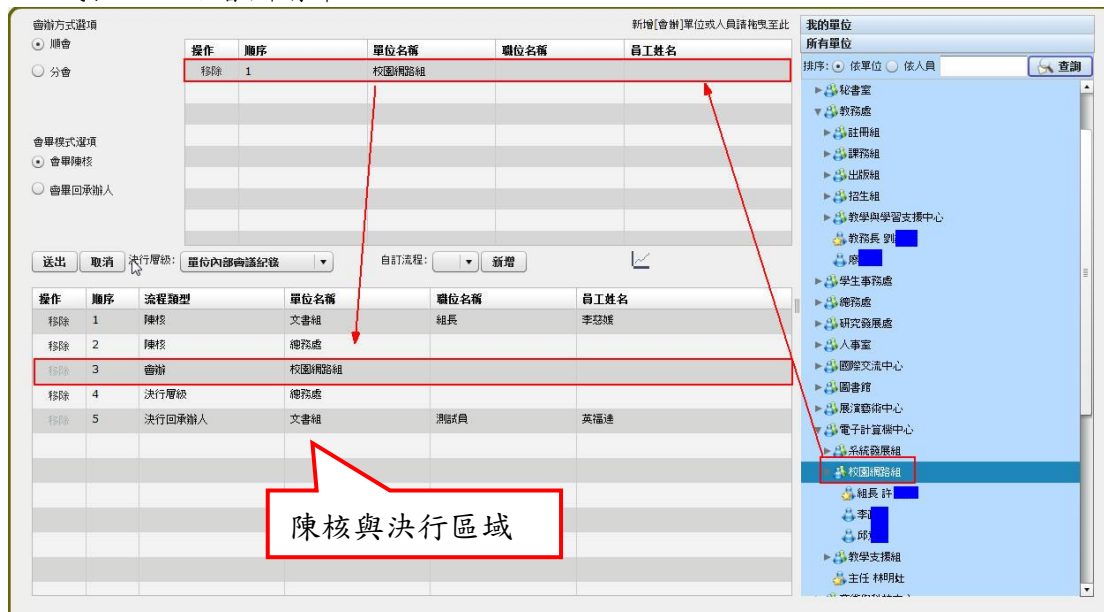 會辦方式選項
新增[會辦]單位或人員請拖曳至此
順會
分會
操作 順序 單位名稱 職位名稱 員工姓名
移除 1 校園網路組
會畢模式選項
會畢陳核
會畢回承辦人
送出 取消 決行層級: 單位內部會議紀錄 自訂流程: 新增
操作 順序 流程類型 單位名稱 職位名稱 員工姓名
移除 1 陳核 文書組 組長 李慈媛
移除 2 陳核 總務處
移除 3 會辦 校園網路組
移除 4 決行層級 總務處
移除 5 決行回承辦人 文書組 測試員 英福達
陳核與決行區域
我的單位
所有單位
排序: 依單位 依人員 查詢
秘書室
教務處
註冊組
課務組
出版組
招生組
教學與學習支援中心
教務長 劉
廖
學生事務處
總務處
研究發展處
人事室
國際交流中心
圖書館
展演藝術中心
電子計算機中心
系統發展組
校園網路組
組長 許
李
邱
教學支援組
主任 林明灶